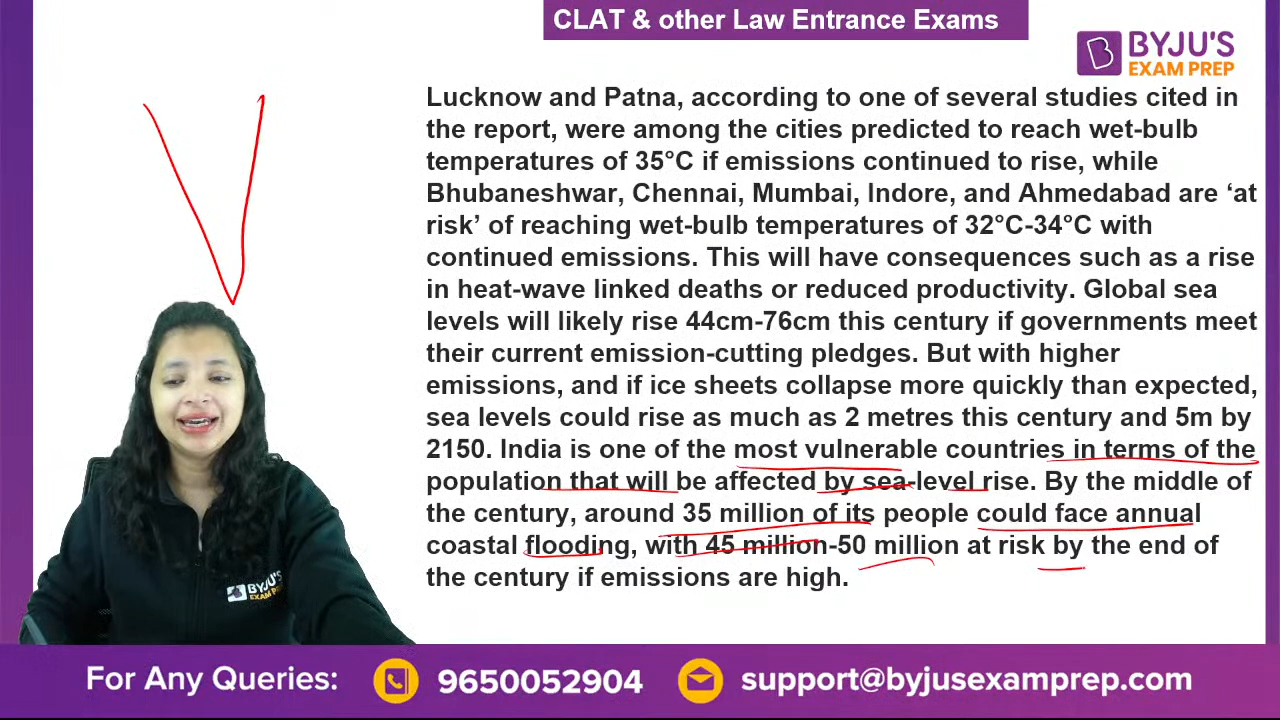 CLAT & other Law Entrance Exams
BYJU'S
EXAM PREP
Lucknow and Patna, according to one of several studies cited in
the report, were among the cities predicted to reach wet-bulb
temperatures of 35°C if emissions continued to rise, while
Bhubaneshwar, Chennai, Mumbai, Indore, and Ahmedabad are ‘at
risk’ of reaching wet-bulb temperatures of 32°C-34°C with
continued emissions. This will have consequences such as a rise
in heat-wave linked deaths or reduced productivity. Global sea
levels will likely rise 44cm-76cm this century if governments meet
their current emission-cutting pledges. But with higher
emissions, and if ice sheets collapse more quickly than expected,
sea levels could rise as much as 2 metres this century and 5m by
2150. India is one of the most vulnerable countries in terms of the
population that will be affected by sea-level rise. By the middle of
the century, around 35 million of its people could face annual
coastal flooding, with 45 million-50 million at risk by the end of
the century if emissions are high.
BYJU'S
EXAM PREP
For Any Queries:
9650052904
support@byjusexamprep.com